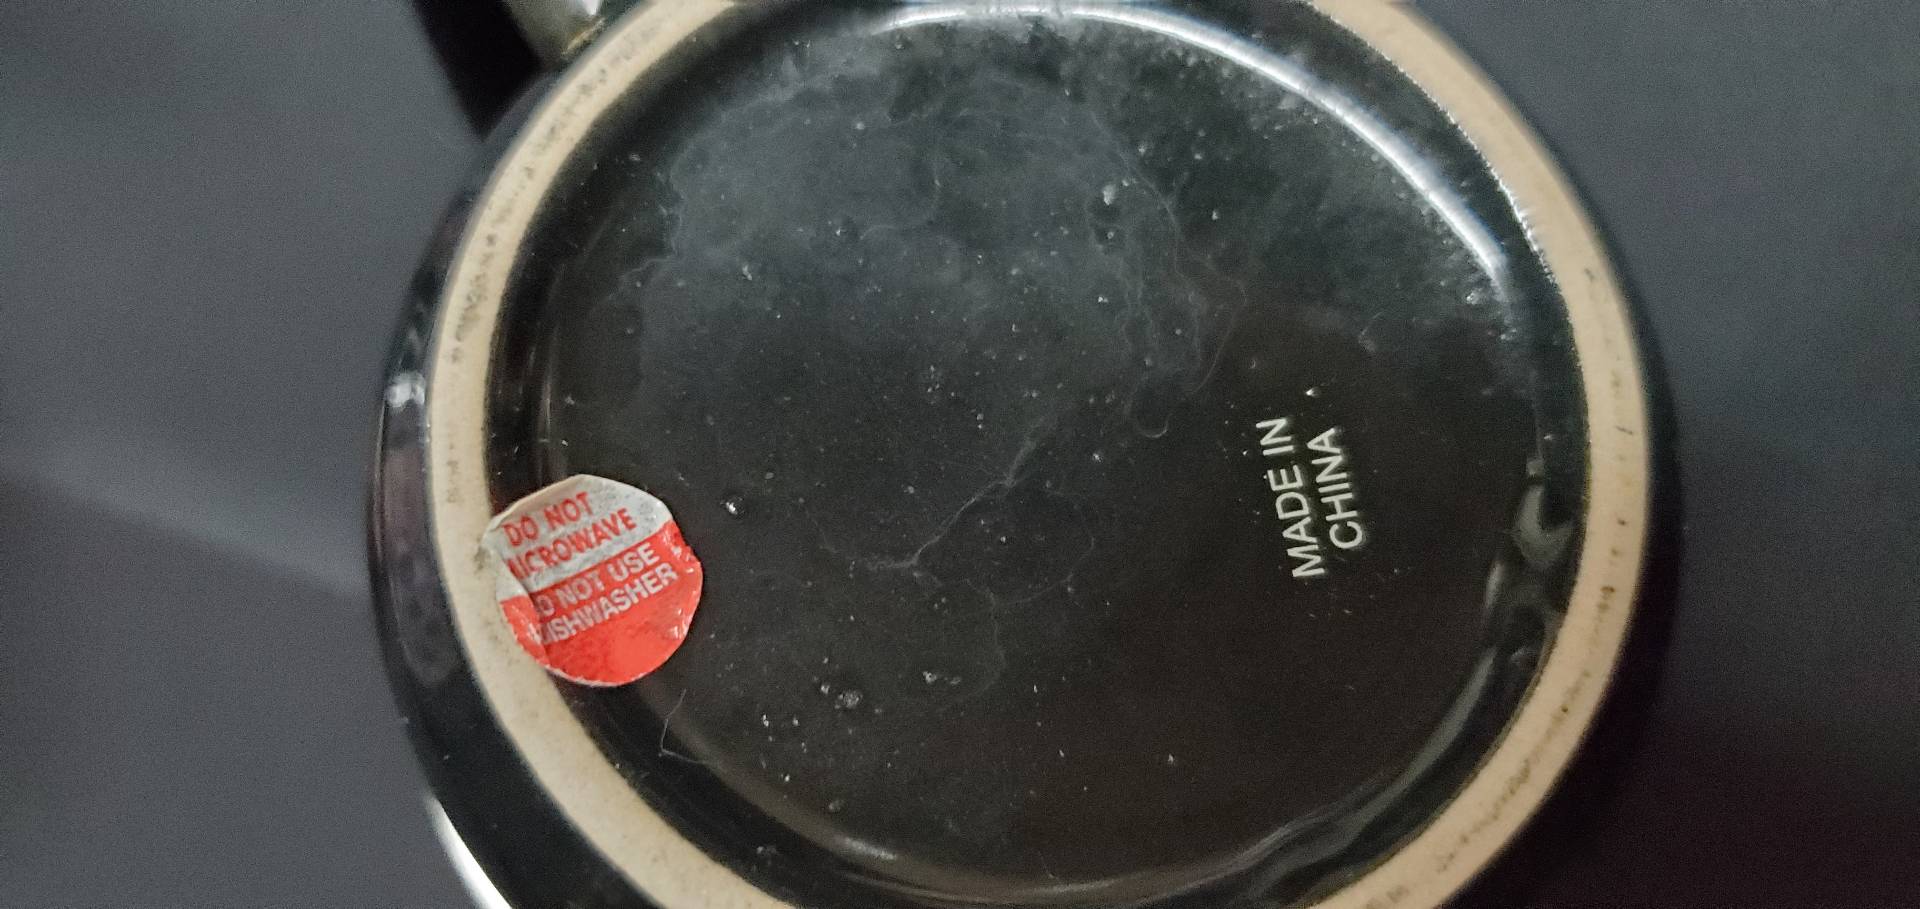 DO NOT
MICROWAVE
DO NOT USE
DISHWASHER
MADE IN
CHINA